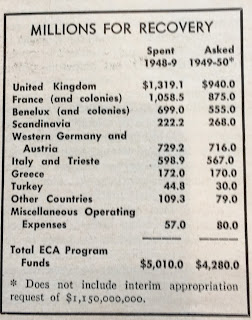 MILLIONS FOR RECOVERY
Spent Asked
1948-9 1949-50*
United Kingdom $1,319.1 $940.0
France (and colonies) 1,058.5 875.0
Benelux (and colonies) 699.0 555.0
Scandinavia 222.2 268.0
Western Germany and
Austria 729.2 716.0
Italy and Trieste 598.9 567.0
Greece 172.0 170.0
Turkey 44.8 30.0
Other Countries 109.3 79.0
Miscellaneous Operating
Expenses 57.0 80.0
Total ECA Program
Funds $5,010.0 $4,280.0
* Does not include interim appropriation
request of $1,150,000,000.